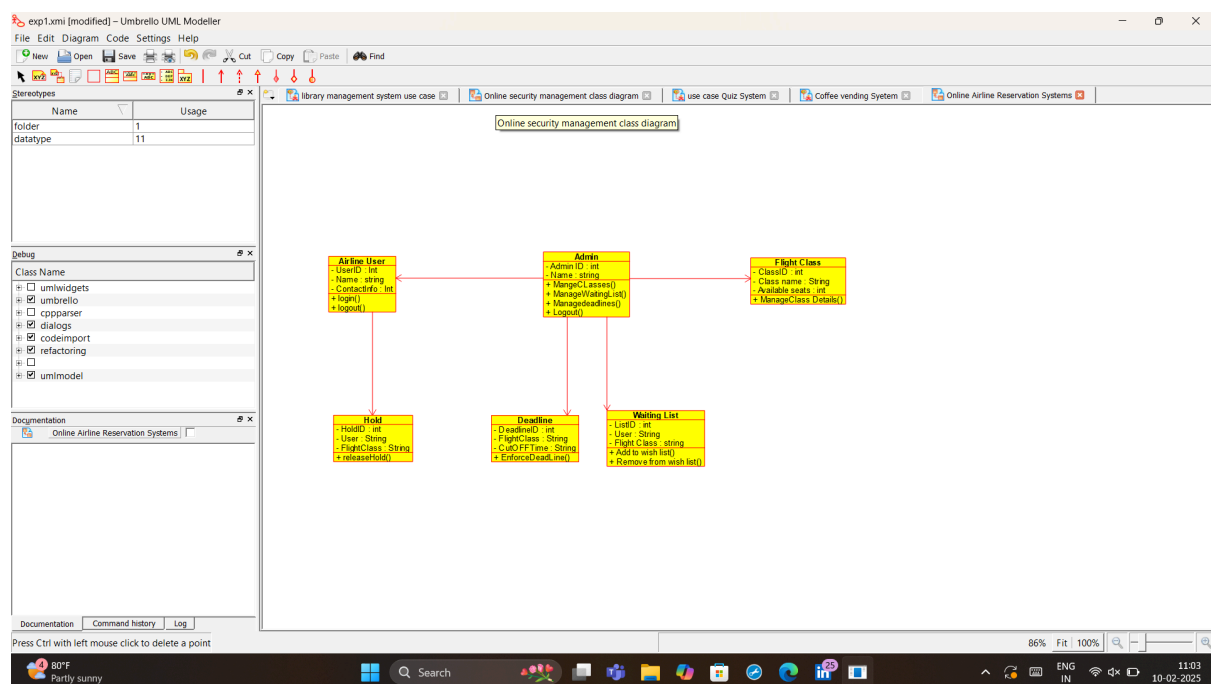 exp1.xmi [modified] – Umbrello UML Modeller
File Edit Diagram Code Settings Help
New Open Save Cut Copy Paste Find
Stereotypes
library management system use case
Online security management class diagram
use case Quiz System
Coffee vending Syetem
Online Airline Reservation Systems
Name Usage
folder 1
datatype 11
Online security management class diagram
Debug
Class Name
umlwidgets
umbrello
cppparser
dialogs
codeimport
refactoring
umlmodel
Airline User
- UserID : Int
- Name : string
- ContactInfo : Int
+ login()
+ logout()
Admin
- Admin ID : int
- Name : string
+ MangeCLasses()
+ ManageWaitingList()
+ Managedeadlines()
+ Logout()
Flight Class
- ClassID : int
- Class name : String
- Available seats : int
+ ManageClass Details()
Hold
- HoldID : int
- User : String
- FlightClass : String
+ releaseHold()
Deadline
- DeadlineID : int
- FlightClass : String
- CutOFFTime : String
+ EnforceDeadLine()
Waiting List
- ListID : int
- User : String
- Flight Class : string
+ Add to wish list()
+ Remove from wish list()
Documentation
Online Airline Reservation Systems
Documentation Command history Log
Press Ctrl with left mouse click to delete a point
86% Fit 100%
4
80°F
Partly sunny
Search
25
ENG
IN
11:03
10-02-2025